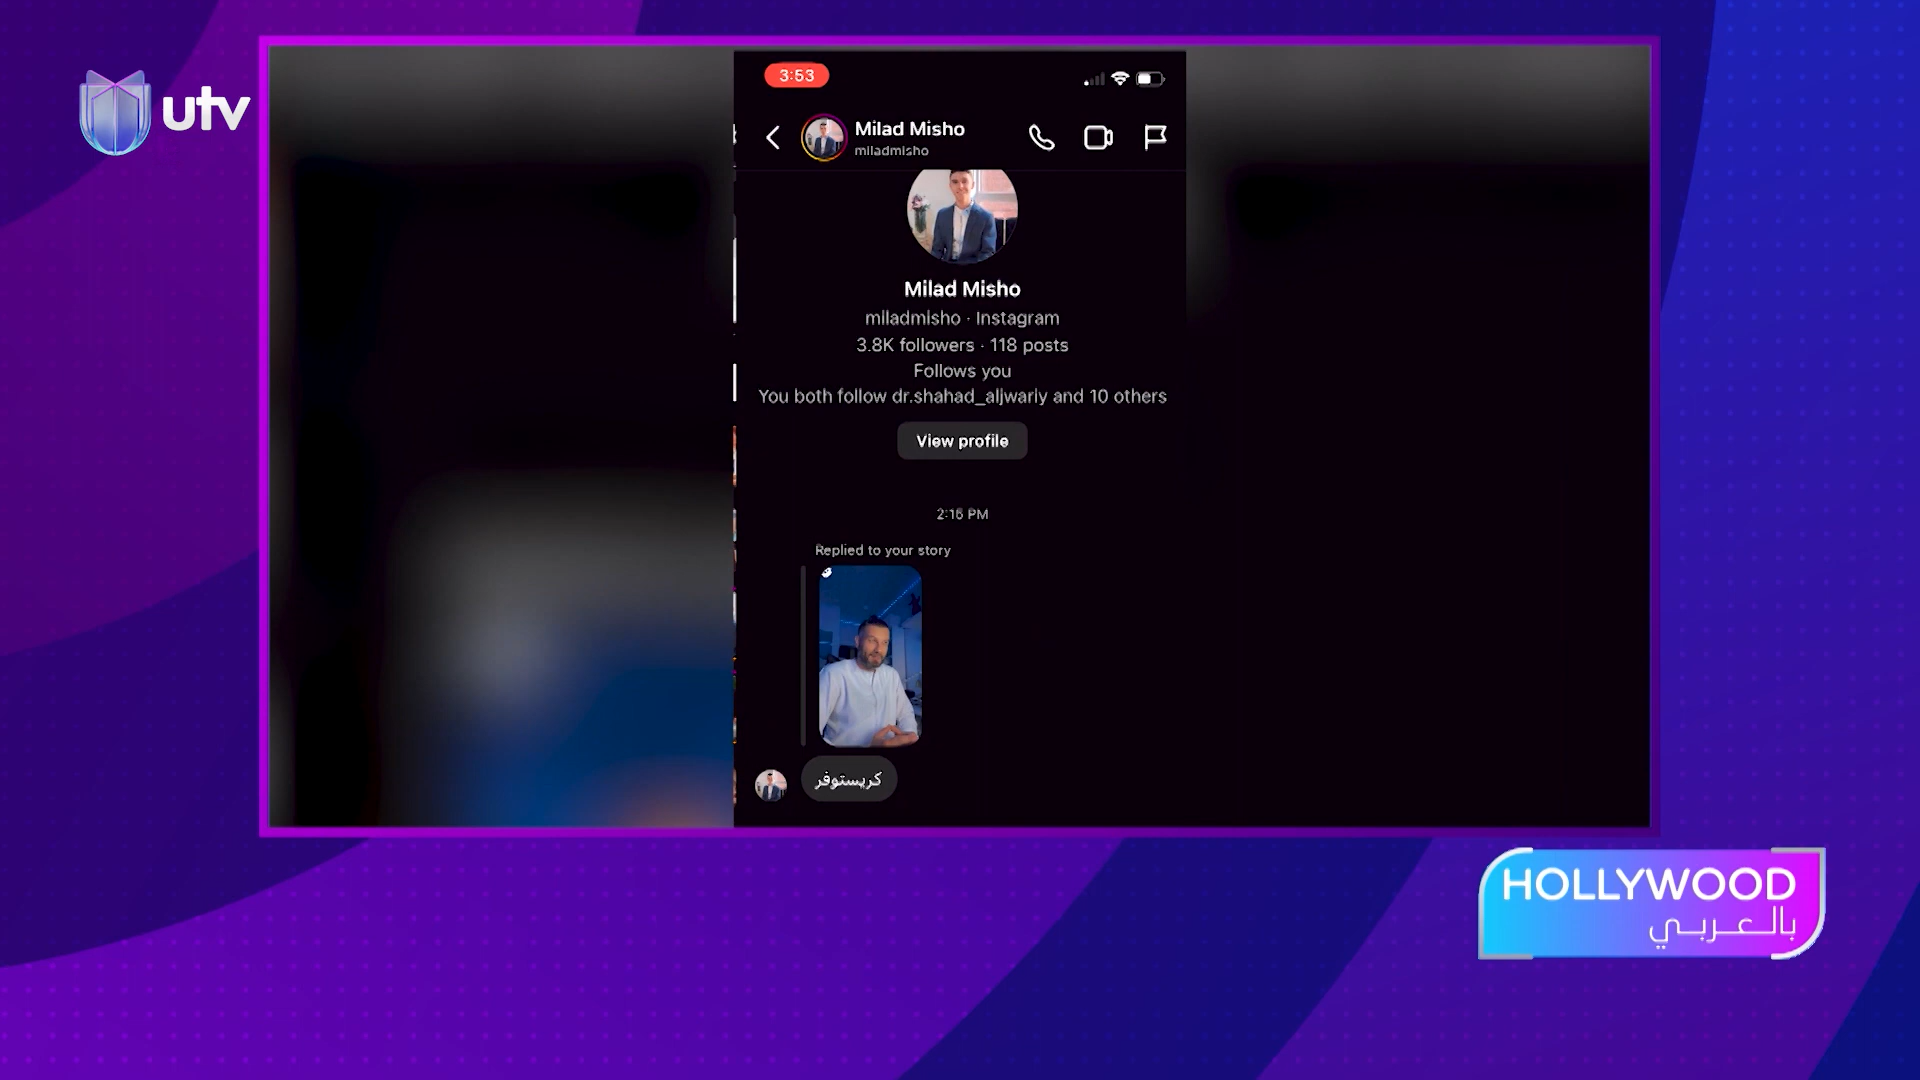 utv
3:53
Milad Misho
miladmisho
Milad Misho
miladmisho · Instagram
3.8K followers · 118 posts
Follows you
You both follow dr.shahad_aljwarly and 10 others
View profile
2:16 PM
Replied to your story
كريستوفر
HOLLYWOOD
بالعربي